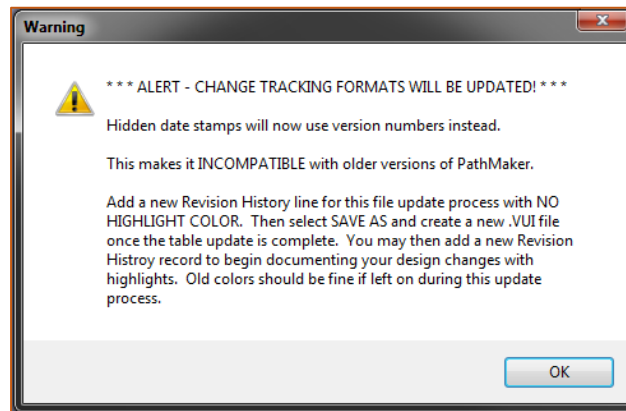 Warning
* * * ALERT - CHANGE TRACKING FORMATS WILL BE UPDATED! * * *
Hidden date stamps will now use version numbers instead.
This makes it INCOMPATIBLE with older versions of PathMaker.
Add a new Revision History line for this file update process with NO
HIGHLIGHT COLOR.  Then select SAVE AS and create a new .VUI file
once the table update is complete.  You may then add a new Revision
Histroy record to begin documenting your design changes with
highlights.  Old colors should be fine if left on during this update
process.
OK